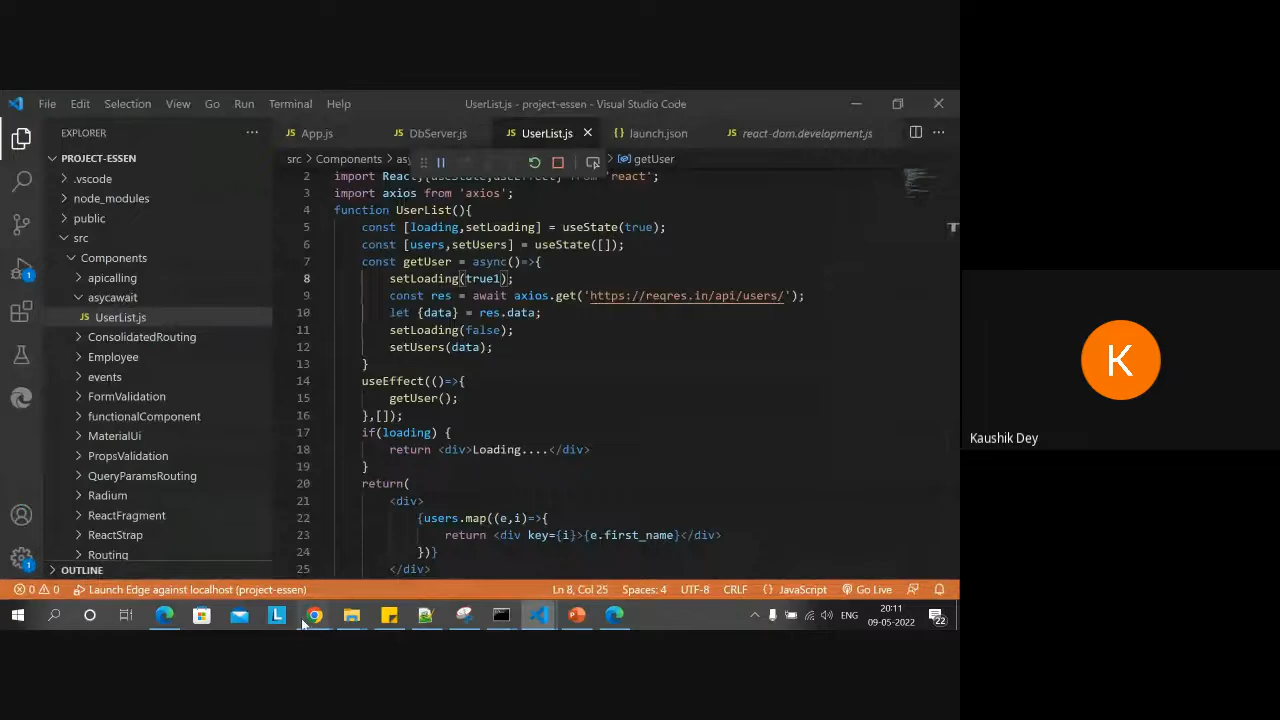 File Edit Selection View Go Run Terminal Help
UserList.js - project-essen - Visual Studio Code
EXPLORER
App.js
DbServer.js
UserList.js
launch.json
react-dom.development.js
PROJECT-ESSEN
.vscode
node_modules
public
src
Components
apicalling
asycawait
UserList.js
ConsolidatedRouting
Employee
events
FormValidation
functionalComponent
MaterialUi
PropsValidation
QueryParamsRouting
Radium
ReactFragment
ReactStrap
Routing
OUTLINE
src > Components > getUser
2 import React,{useState,useEffect} from 'react';
3 import axios from 'axios';
4 function UserList(){
5 const [loading,setLoading] = useState(true);
6 const [users,setUsers] = useState([]);
7 const getUser = async()=>{
8 setLoading(true1);
9 const res = await axios.get('https://reqres.in/api/users/');
10 let {data} = res.data;
11 setLoading(false);
12 setUsers(data);
13 }
14 useEffect(()=>{
15 getUser();
16 },[]);
17 if(loading) {
18 return <div>Loading....</div>
19 }
20 return(
21 <div>
22 {users.map((e,i)=>{
23 return <div key={i}>{e.first_name}</div>
24 })}
25 </div>
0 0 Launch Edge against localhost (project-essen)
Ln 8, Col 25 Spaces: 4 UTF-8 CRLF {} JavaScript Go Live
1
1
L
ENG
20:11
09-05-2022
22
K
Kaushik Dey